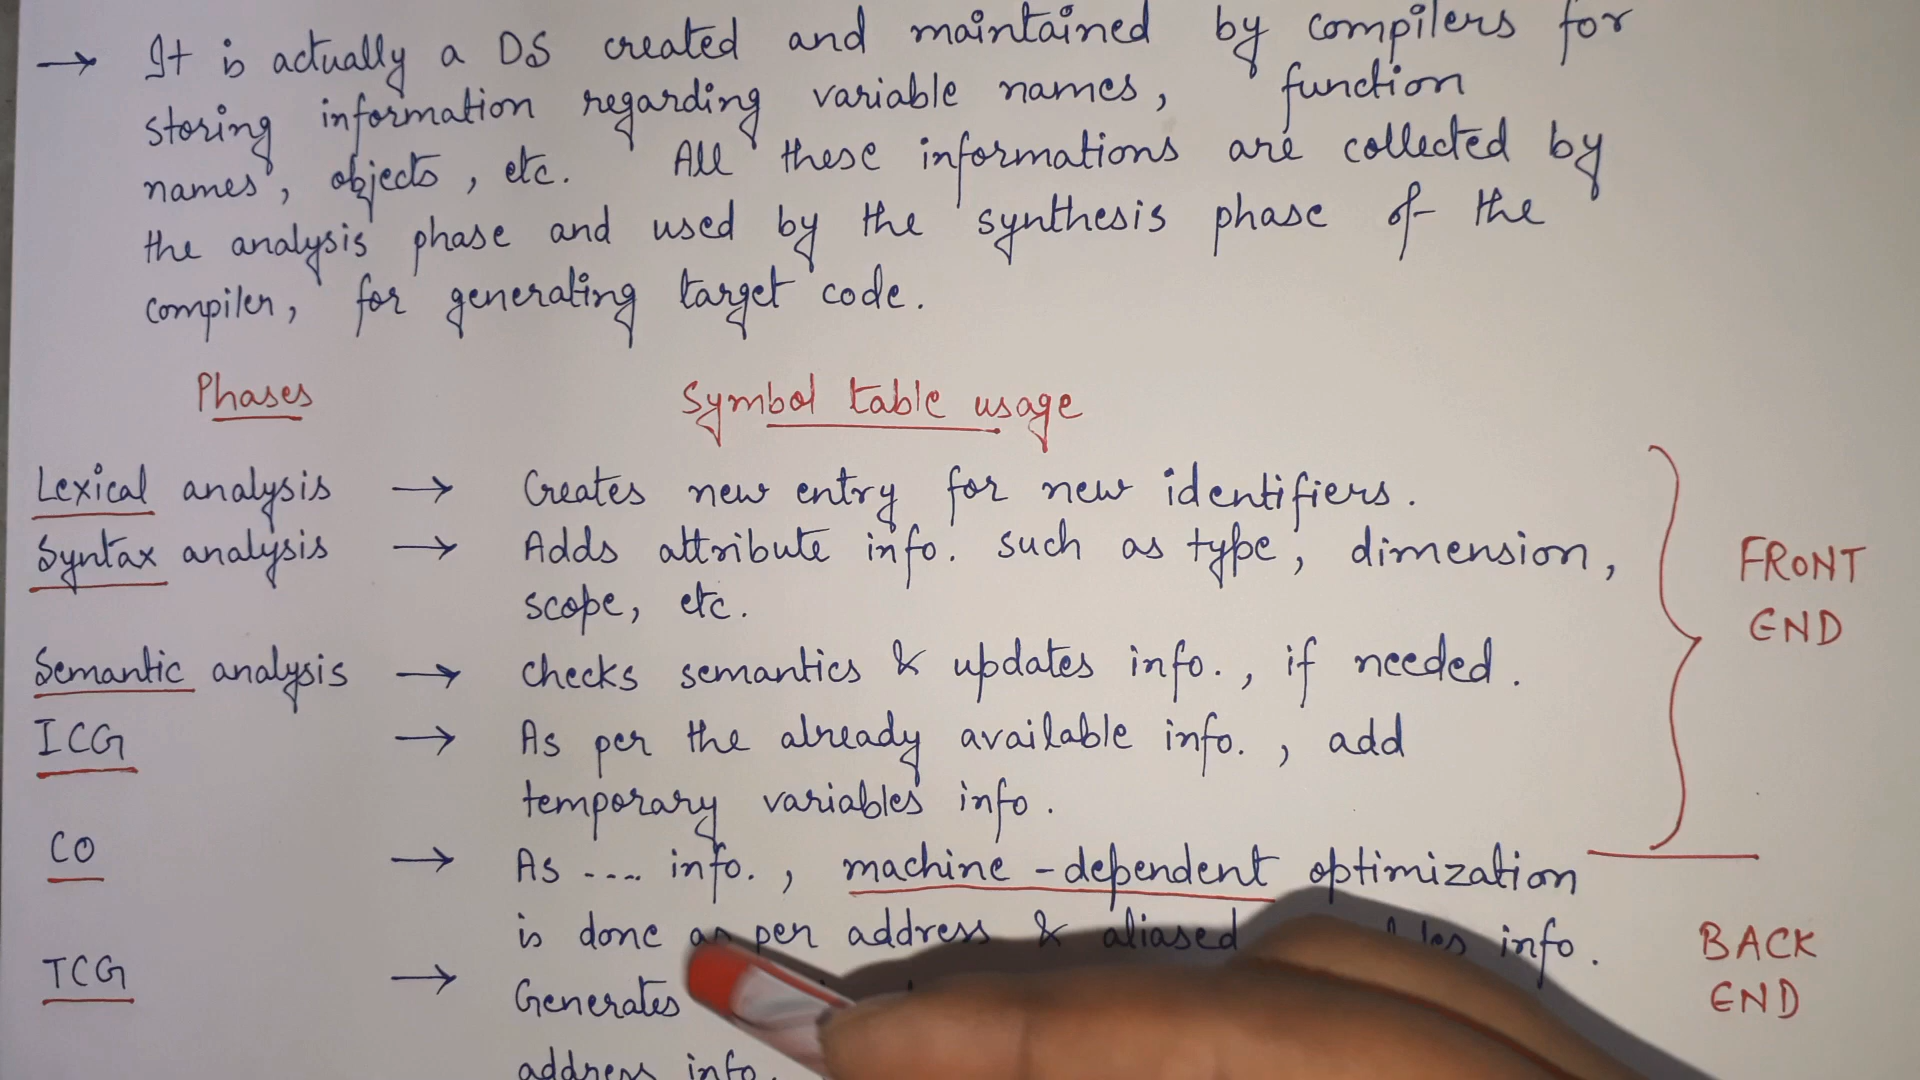 → It is actually a DS created and maintained by compilers for
storing information regarding variable names, function
names, objects, etc. All these informations are collected by
the analysis phase and used by the synthesis phase of the
compiler, for generating target code.
Phases Symbol table usage
Lexical analysis → Creates new entry for new identifiers.
Syntax analysis → Adds attribute info. such as type, dimension,
scope, etc.
FRONT
END
Semantic analysis → checks semantics & updates info., if needed.
ICG → As per the already available info., add
temporary variables info.
CO → As .... info., machine-dependent optimization
is done as per address & aliased info.
BACK
END
TCG → Generates
address info.